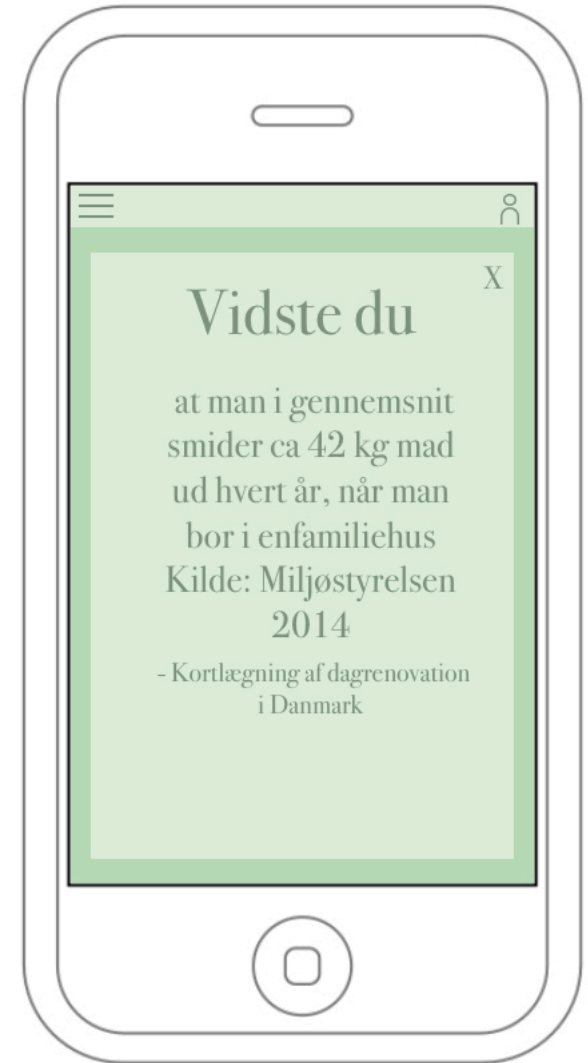 X
Vidste du
at man i gennemsnit
smider ca 42 kg mad
ud hvert år, når man
bor i enfamiliehus
Kilde: Miljøstyrelsen
2014
- Kortlægning af dagrenovation
i Danmark